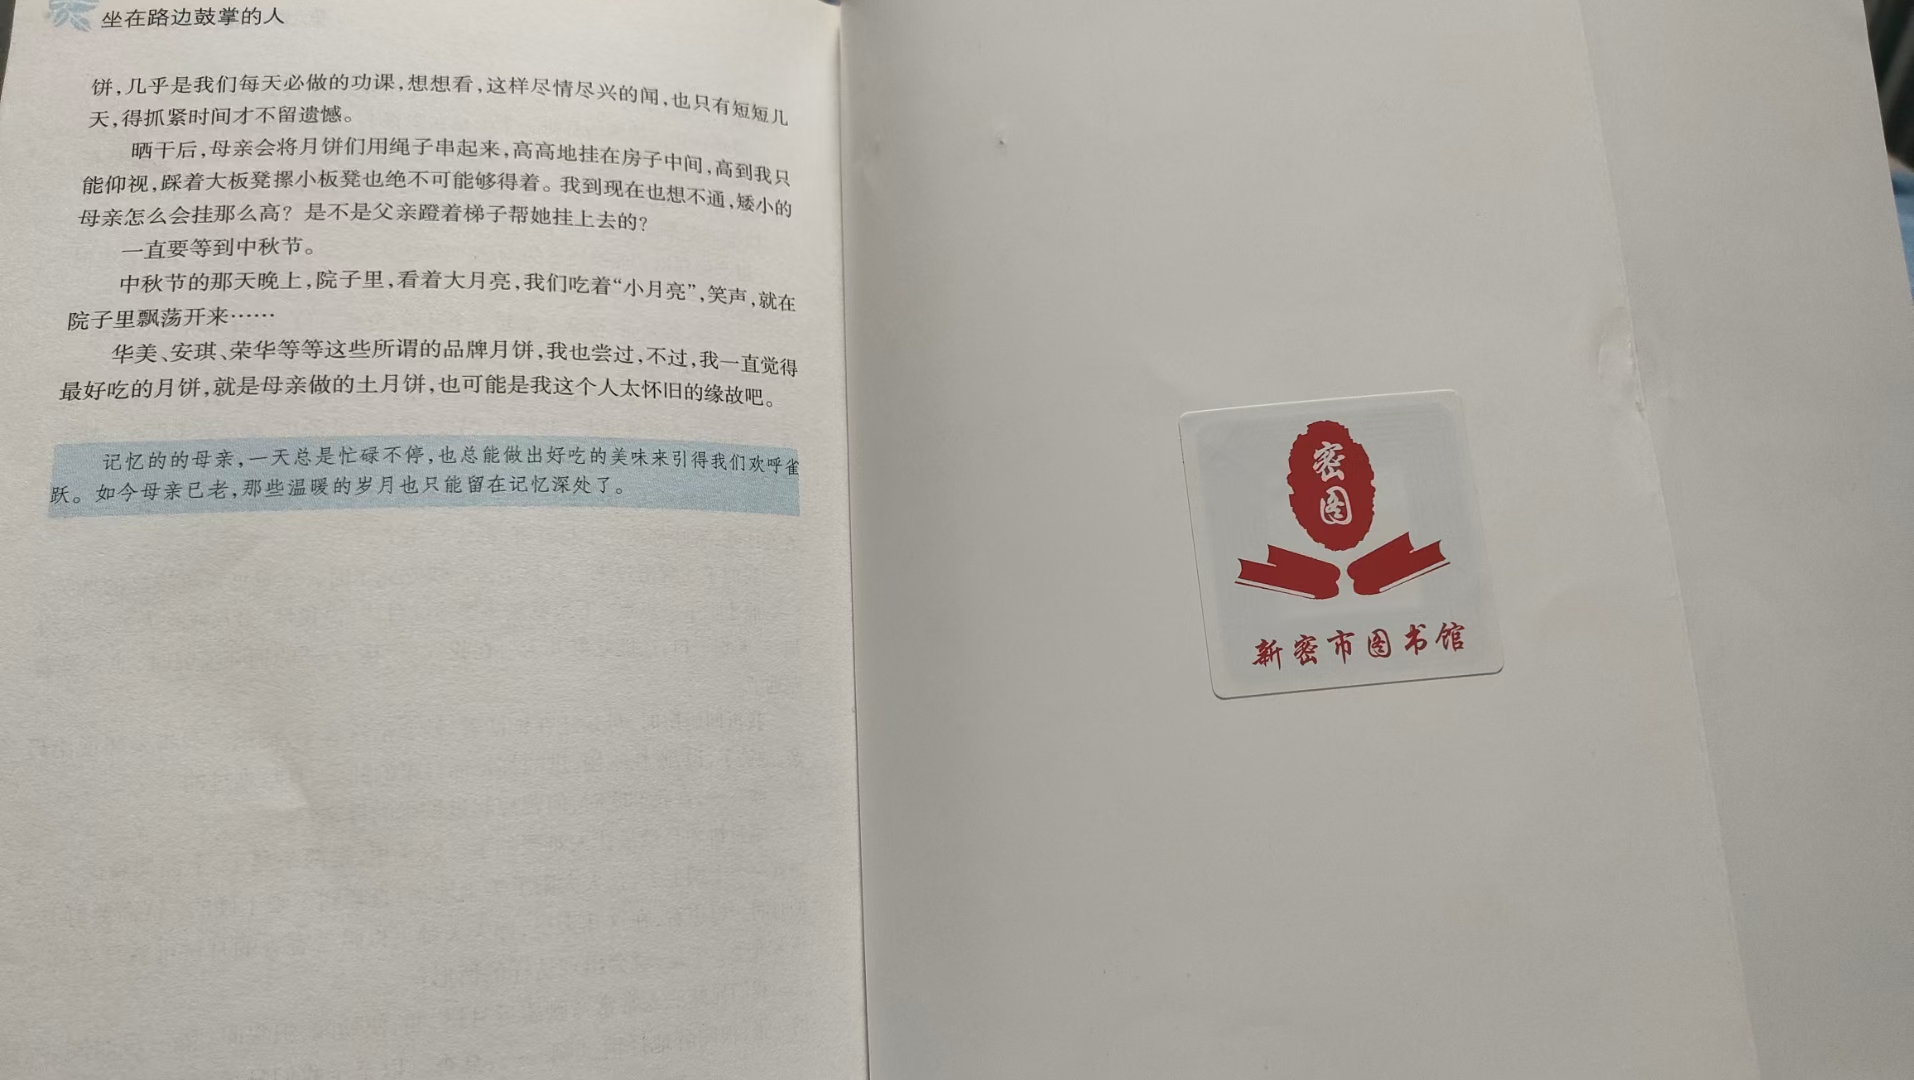 坐在路边鼓掌的人
饼,几乎是我们每天必做的功课,想想看,这样尽情尽兴的闻,也只有短短几
天,得抓紧时间才不留遗憾。
晒干后,母亲会将月饼们用绳子串起来,高高地挂在房子中间,高到我只
能仰视,踩着大板凳摞小板凳也绝不可能够得着。我到现在也想不通,矮小的
母亲怎么会挂那么高？是不是父亲蹬着梯子帮她挂上去的?
一直要等到中秋节。
中秋节的那天晚上,院子里,看着大月亮,我们吃着“小月亮”,笑声,就在
院子里飘荡开来……
华美、安琪、荣华等等这些所谓的品牌月饼,我也尝过,不过,我一直觉得
最好吃的月饼,就是母亲做的土月饼,也可能是我这个人太怀旧的缘故吧。
记忆的的母亲,一天总是忙碌不停,也总能做出好吃的美味来引得我们欢呼雀
跃。如今母亲已老,那些温暖的岁月也只能留在记忆深处了。
密
图
新密市图书馆